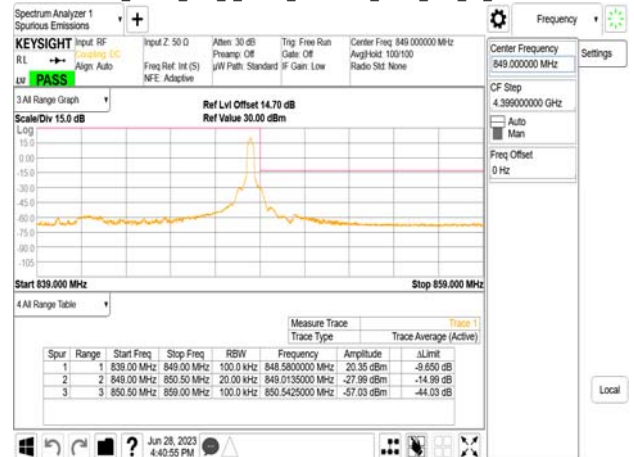 Spectrum Analyzer 1
Spurious Emissions
Frequency
KEYSIGHT
RL
PASS
Input: RF
Coupling: DC
Align: Auto
Input Z: 50 Ω
Freq Ref: Int (S)
NFE: Adaptive
Atten: 30 dB
Preamp: Off
µW Path: Standard
Trig: Free Run
Gate: Off
IF Gain: Low
Center Freq: 849.000000 MHz
Avg|Hold: 100/100
Radio Std: None
Center Frequency
849.000000 MHz
Settings
CF Step
4.399000000 GHz
Auto
Man
Freq Offset
0 Hz
3 All Range Graph
Scale/Div 15.0 dB
Ref Lvl Offset 14.70 dB
Ref Value 30.00 dBm
Log
15.0
0.00
-15.0
-30.0
-45.0
-60.0
-75.0
-90.0
-105
Start 839.000 MHz
Stop 859.000 MHz
4 All Range Table
Measure Trace Trace 1
Trace Type Trace Average (Active)
Spur Range Start Freq Stop Freq RBW Frequency Amplitude ΔLimit
1 1 839.00 MHz 849.00 MHz 100.0 kHz 848.5800000 MHz 20.35 dBm -9.650 dB
2 2 849.00 MHz 850.50 MHz 20.00 kHz 849.0135000 MHz -27.99 dBm -14.99 dB
3 3 850.50 MHz 859.00 MHz 100.0 kHz 850.5425000 MHz -57.03 dBm -44.03 dB
Local
?
Jun 28, 2023
4:40:55 PM